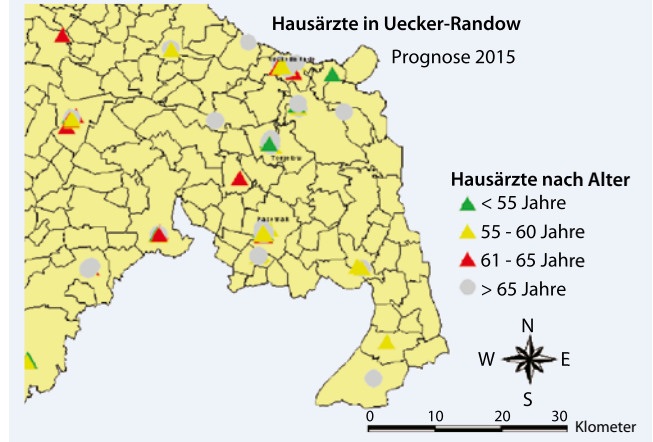 Hausärzte in Uecker-Randow
Prognose 2015
Hausärzte nach Alter
< 55 Jahre
55 - 60 Jahre
61 - 65 Jahre
> 65 Jahre
N
W E
S
0 10 20 30
Klometer